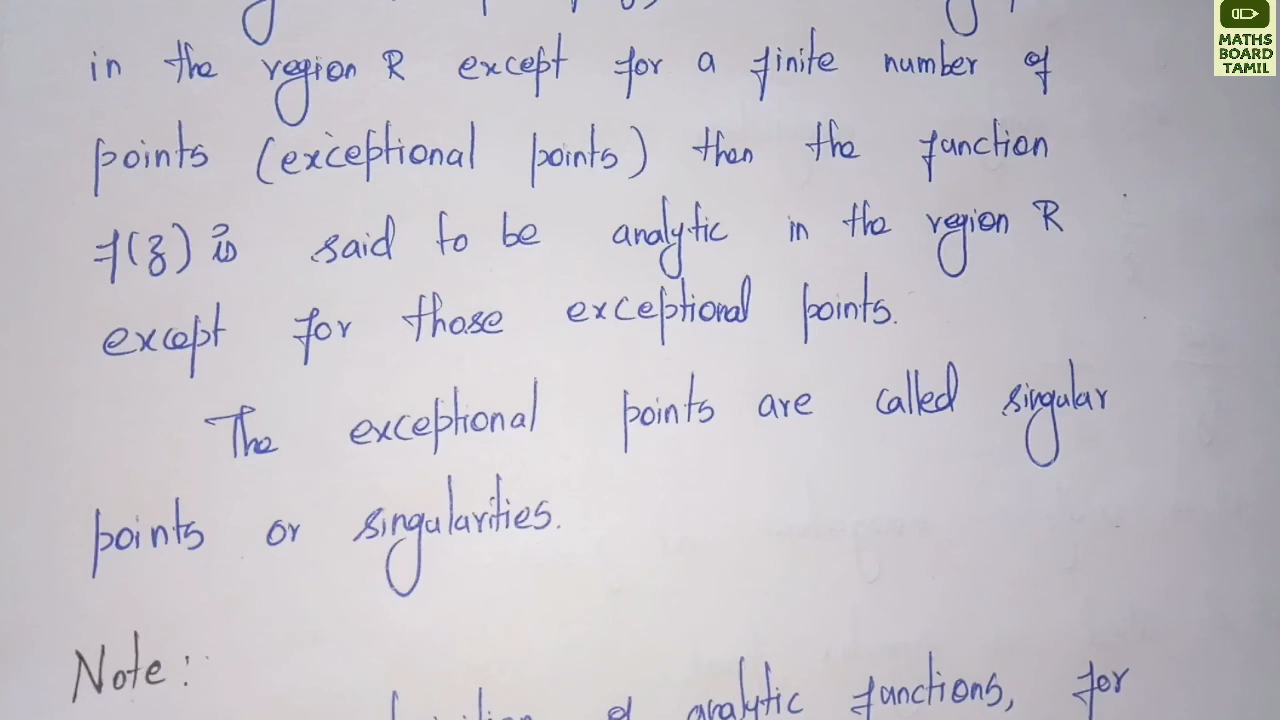 MATHS
BOARD
TAMIL
in the region R except for a finite number of
points (exceptional points) then the function
f(z) is said to be analytic in the region R
except for those exceptional points.
The exceptional points are called singular
points or singularities.
Note:
of analytic functions, for